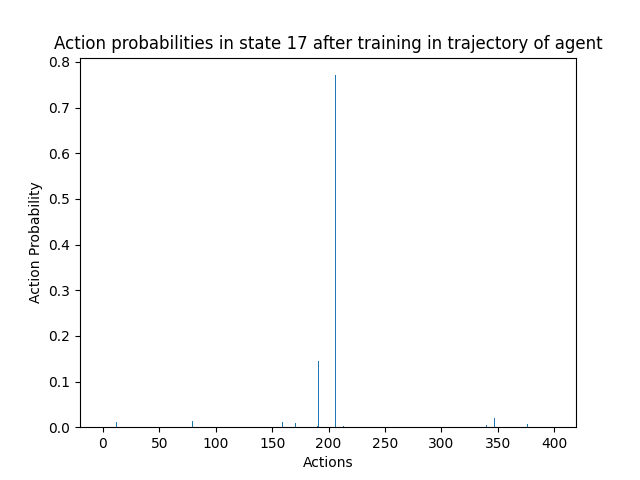 Action probabilities in state 17 after training in trajectory of agent
0.8
0.7
0.6
0.5
0.4
0.3
0.2
0.1
0.0
Action Probability
0 50 100 150 200 250 300 350 400
Actions